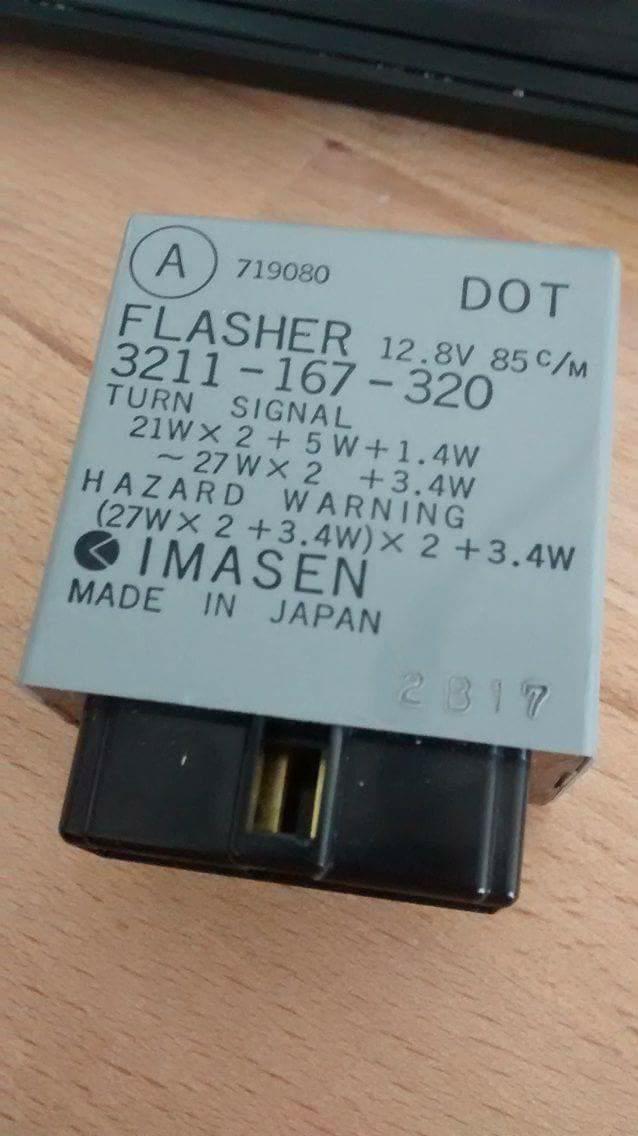 A 719080 DOT
FLASHER 12.8V 85 C/M
3211-167-320
TURN SIGNAL
21W×2+5W+1.4W
~27W×2 +3.4W
HAZARD WARNING
(27W×2+3.4W)×2+3.4W
IMASEN
MADE IN JAPAN
2B17